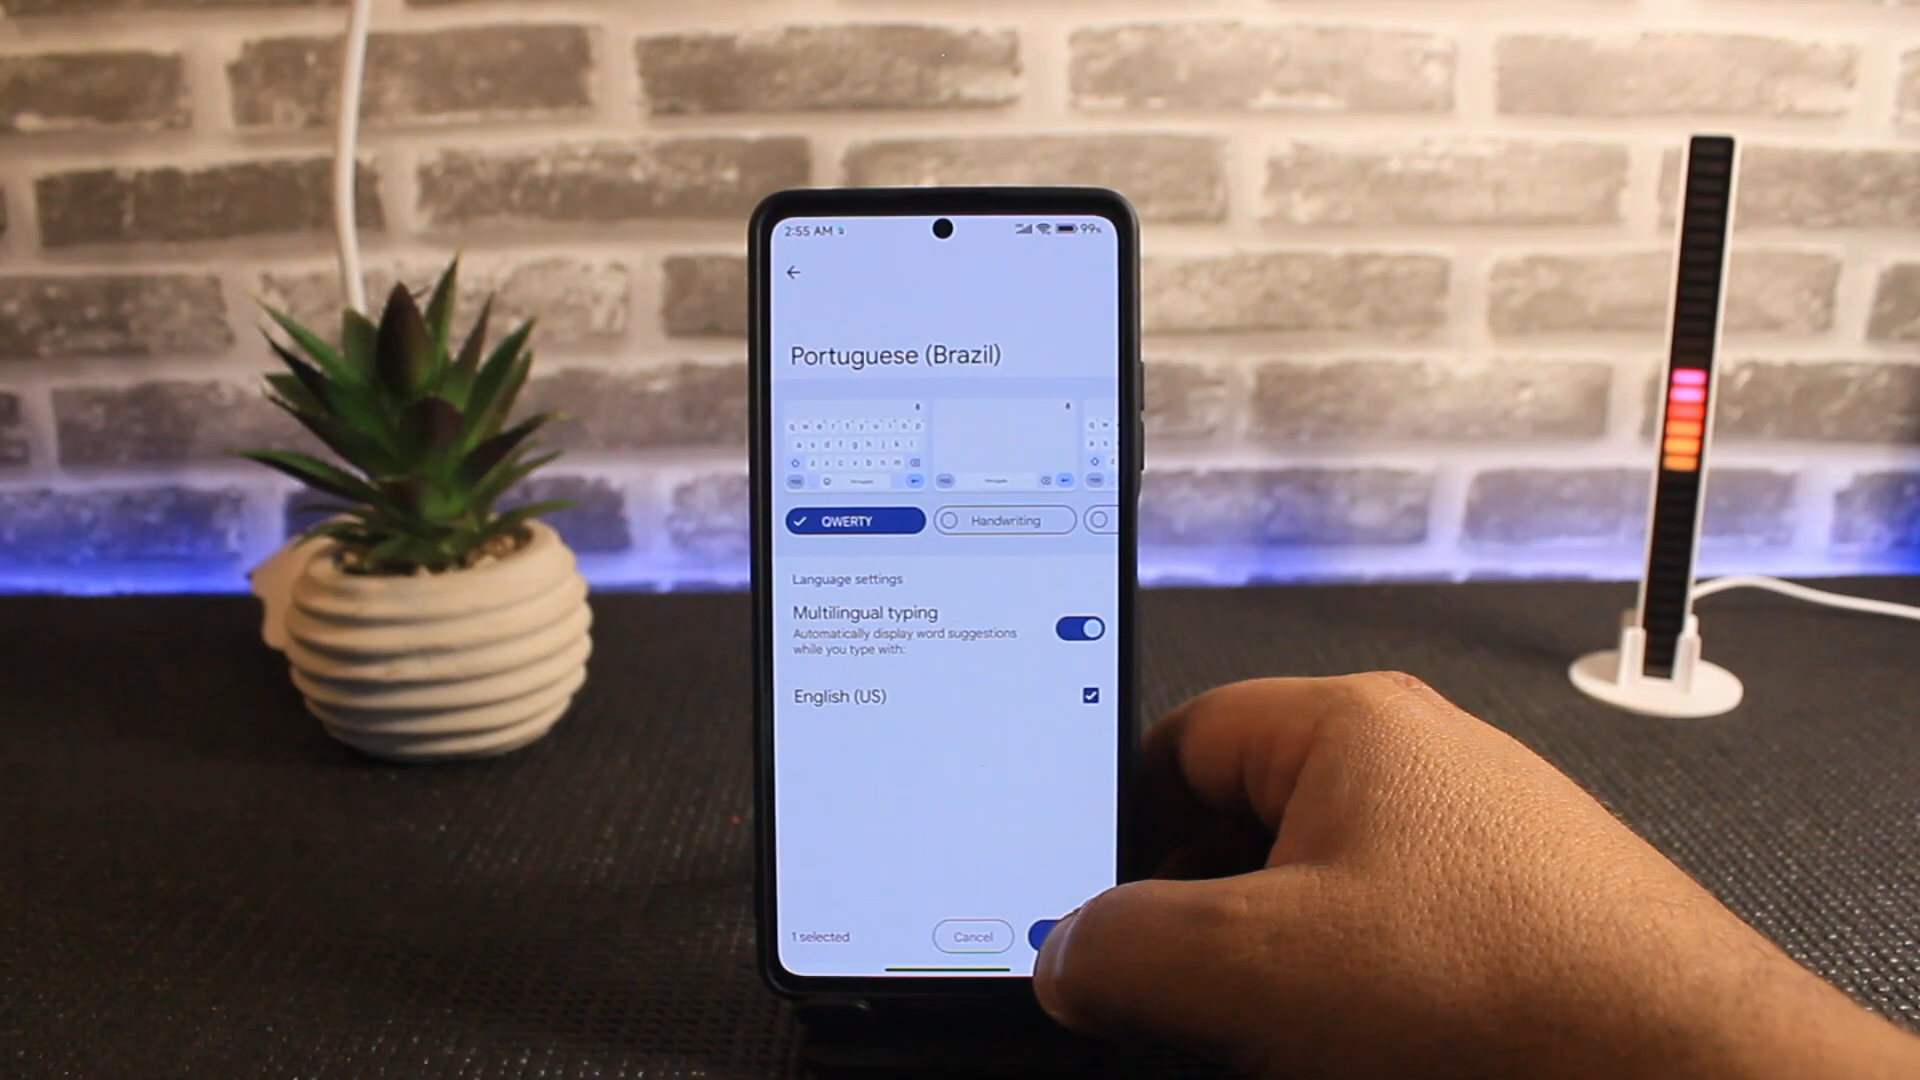 2:55 AM
99%
Portuguese (Brazil)
q w e r t y u i o p
q w
a s d f g h j k l
a s
z x c v b n m
QWERTY
Handwriting
Language settings
Multilingual typing
Automatically display word suggestions
while you type with:
English (US)
1 selected
Cancel